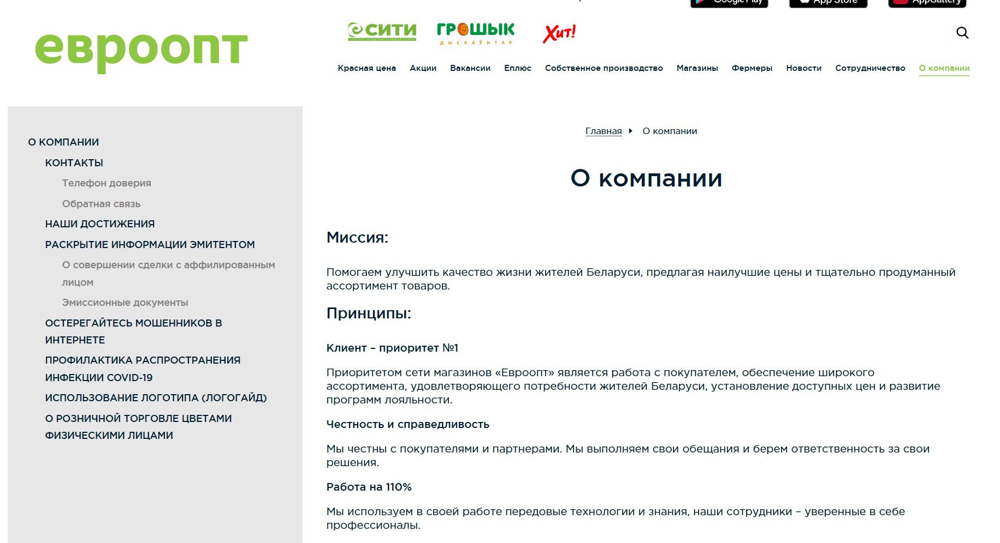 Google Play
App Store
AppGallery
евроопт
е сити
ТОРГОВО-РАЗВЛЕКАТЕЛЬНЫЙ ЦЕНТР
ГРОШЫК
ДЫСКАЎНТАР
Хит!
Красная цена Акции Вакансии Еплюс Собственное производство Магазины Фермеры Новости Сотрудничество О компании
О КОМПАНИИ
КОНТАКТЫ
Телефон доверия
Обратная связь
НАШИ ДОСТИЖЕНИЯ
РАСКРЫТИЕ ИНФОРМАЦИИ ЭМИТЕНТОМ
О совершении сделки с аффилированным
лицом
Эмиссионные документы
ОСТЕРЕГАЙТЕСЬ МОШЕННИКОВ В
ИНТЕРНЕТЕ
ПРОФИЛАКТИКА РАСПРОСТРАНЕНИЯ
ИНФЕКЦИИ COVID-19
ИСПОЛЬЗОВАНИЕ ЛОГОТИПА (ЛОГОГАЙД)
О РОЗНИЧНОЙ ТОРГОВЛЕ ЦВЕТАМИ
ФИЗИЧЕСКИМИ ЛИЦАМИ
Главная О компании
О компании
Миссия:
Помогаем улучшить качество жизни жителей Беларуси, предлагая наилучшие цены и тщательно продуманный
ассортимент товаров.
Принципы:
Клиент – приоритет №1
Приоритетом сети магазинов «Евроопт» является работа с покупателем, обеспечение широкого
ассортимента, удовлетворяющего потребности жителей Беларуси, установление доступных цен и развитие
программ лояльности.
Честность и справедливость
Мы честны с покупателями и партнерами. Мы выполняем свои обещания и берем ответственность за свои
решения.
Работа на 110%
Мы используем в своей работе передовые технологии и знания, наши сотрудники – уверенные в себе
профессионалы.